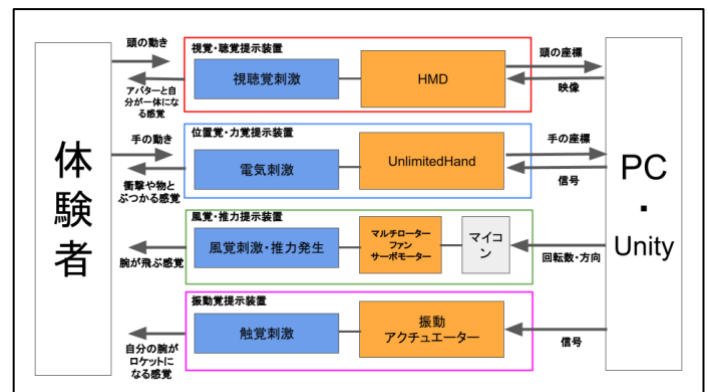 体
験
者
頭の動き
アバターと自
分が一体にな
る感覚
視覚・聴覚提示装置
視聴覚刺激
HMD
頭の座標
映像
手の動き
衝撃や物と
ぶつかる感覚
位置覚・力覚提示装置
電気刺激
UnlimitedHand
手の座標
信号
腕が飛ぶ感覚
風覚・推力提示装置
風覚刺激・推力発生
マルチローター
ファン
サーボモーター
マイコ
ン
回転数・方向
自分の腕が
ロケットに
なる感覚
振動覚提示装置
触覚刺激
振動
アクチュエーター
信号
PC
・
Unity